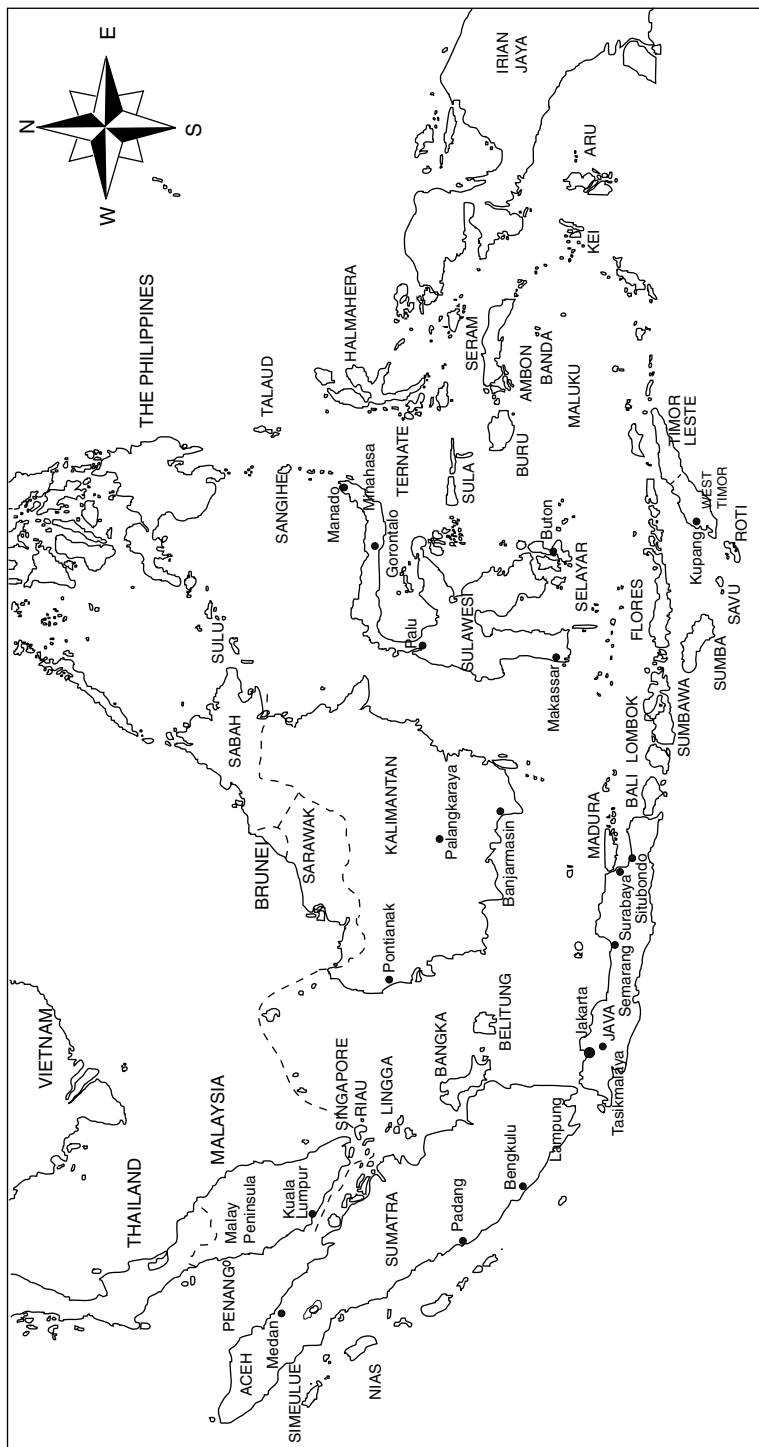 N
E
S
W
THE PHILIPPINES
VIETNAM
THAILAND
MALAYSIA
PENANG
Malay
Peninsula
Kuala
Lumpur
SINGAPORE
RIAU
LINGGA
ACEH
Medan
SIMEULUE
NIAS
SUMATRA
Padang
Bengkulu
Lampung
BANGKA
BELITUNG
BRUNEI
SABAH
SARAWAK
KALIMANTAN
Pontianak
Palangkaraya
Banjarmasin
SULU
TALAUD
SANGIHE
Manado
Minahasa
Gorontalo
Palu
SULAWESI
Makassar
Buton
SELAYAR
HALMAHERA
TERNATE
SULA
BURU
SERAM
AMBON
BANDA
MALUKU
IRIAN
JAYA
ARU
KEI
Jakarta
JAVA
Tasikmalaya
Semarang
Surabaya
Situbondo
MADURA
BALI
LOMBOK
SUMBAWA
FLORES
SUMBA
SAVU
ROTI
Kupang
WEST
TIMOR
TIMOR
LESTE